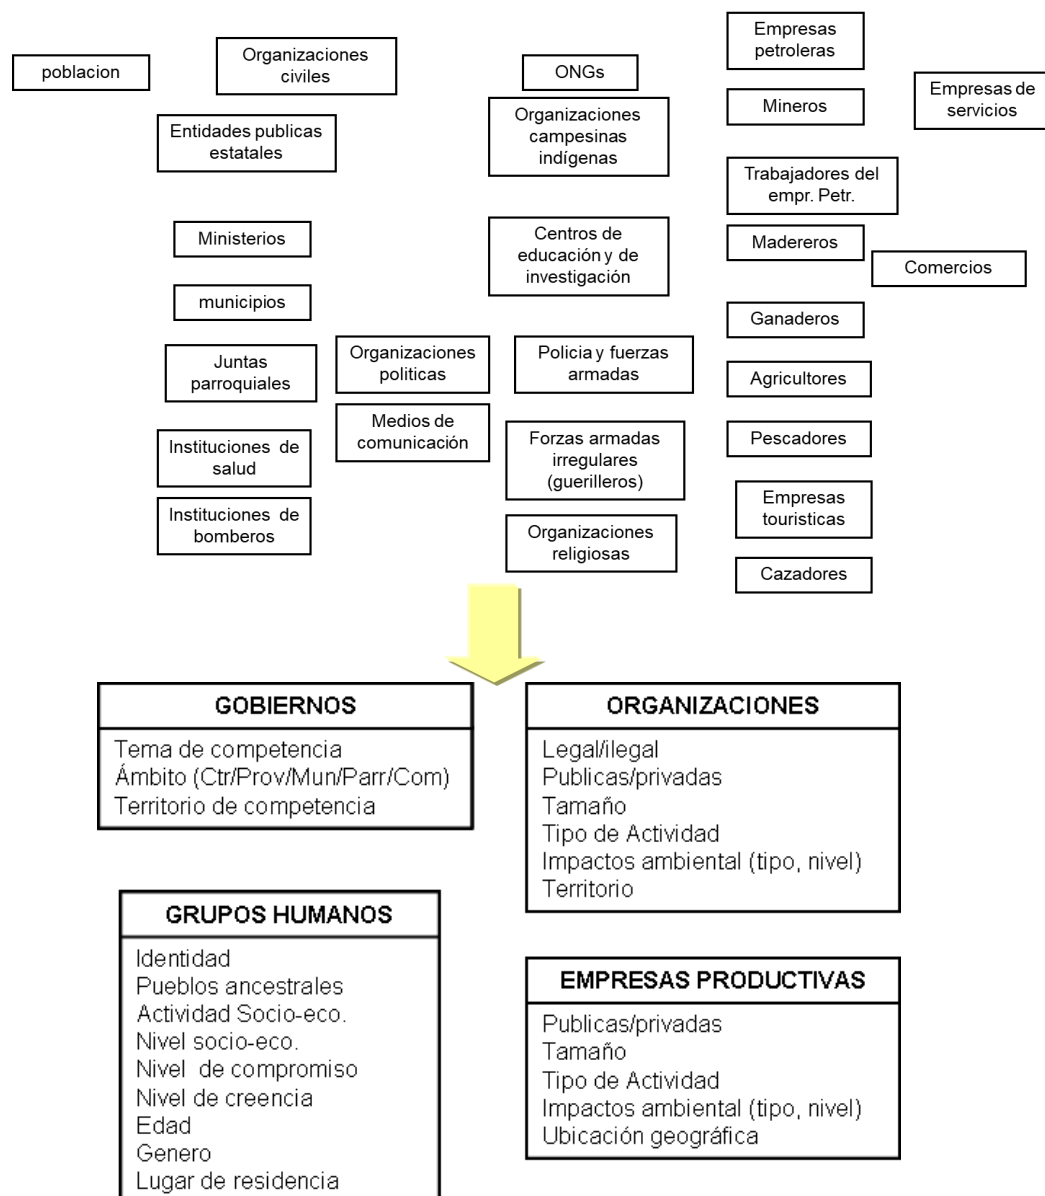 poblacion
Organizaciones
civiles
ONGs
Empresas
petroleras
Empresas de
servicios
Mineros
Organizaciones
campesinas
indígenas
Entidades publicas
estatales
Trabajadores del
empr. Petr.
Ministerios
Centros de
educación y de
investigación
Madereros
Comercios
municipios
Ganaderos
Juntas
parroquiales
Organizaciones
politicas
Policia y fuerzas
armadas
Agricultores
Medios de
comunicación
Instituciones de
salud
Forzas armadas
irregulares
(guerilleros)
Pescadores
Empresas
touristicas
Instituciones de
bomberos
Organizaciones
religiosas
Cazadores
GOBIERNOS
Tema de competencia
Ámbito (Ctr/Prov/Mun/Parr/Com)
Territorio de competencia
ORGANIZACIONES
Legal/ilegal
Publicas/privadas
Tamaño
Tipo de Actividad
Impactos ambiental (tipo, nivel)
Territorio
GRUPOS HUMANOS
Identidad
Pueblos ancestrales
Actividad Socio-eco.
Nivel socio-eco.
Nivel de compromiso
Nivel de creencia
Edad
Genero
Lugar de residencia
EMPRESAS PRODUCTIVAS
Publicas/privadas
Tamaño
Tipo de Actividad
Impactos ambiental (tipo, nivel)
Ubicación geográfica